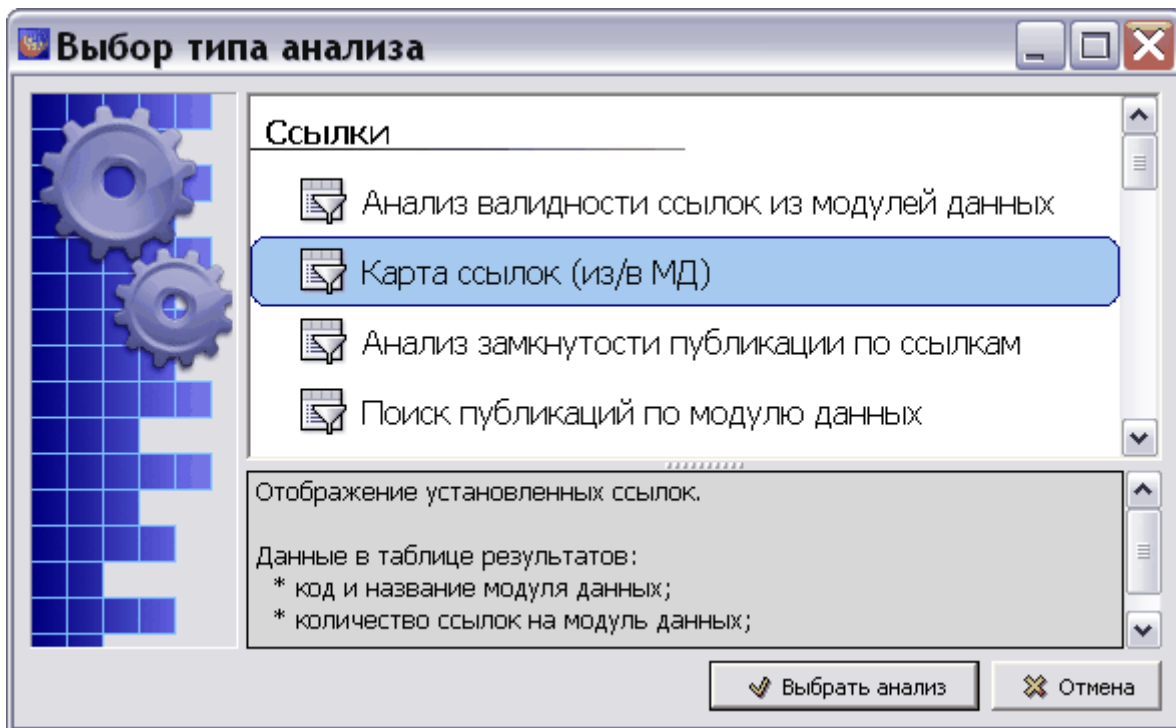 Выбор типа анализа
Ссылки
Анализ валидности ссылок из модулей данных
Карта ссылок (из/в МД)
Анализ замкнутости публикации по ссылкам
Поиск публикаций по модулю данных
Отображение установленных ссылок.
Данные в таблице результатов:
* код и название модуля данных;
* количество ссылок на модуль данных;
Выбрать анализ
Отмена